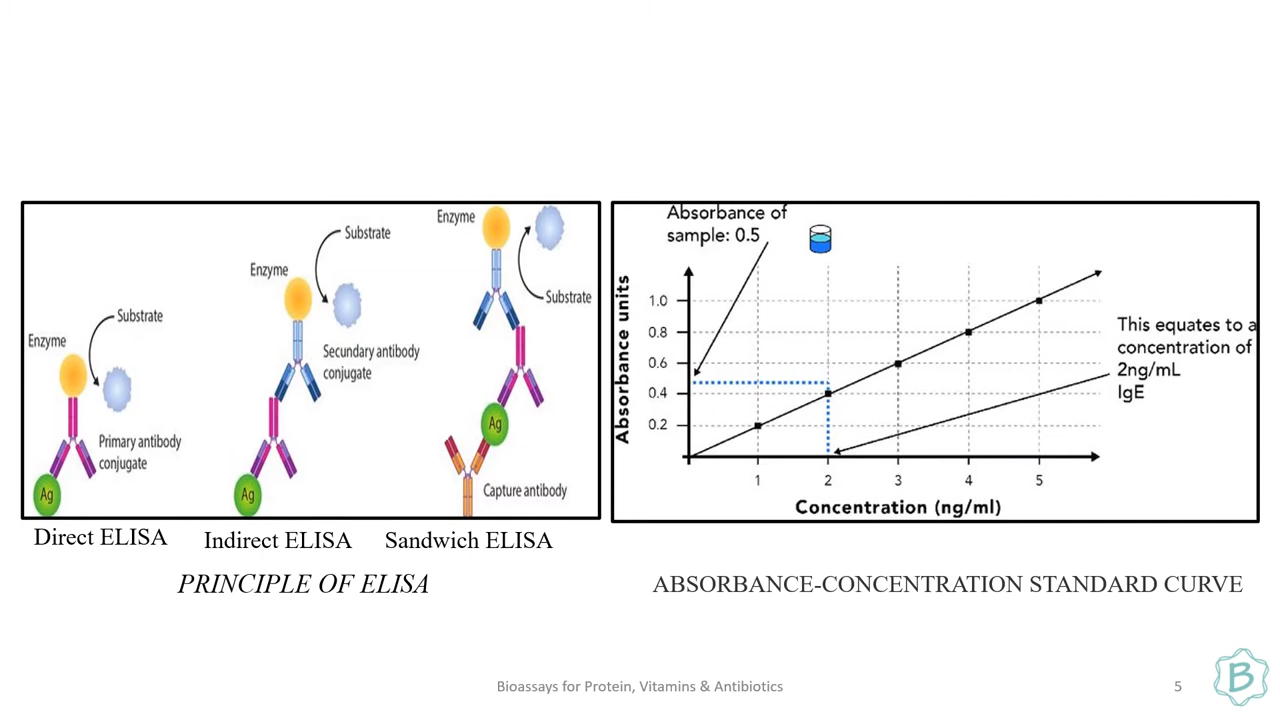 Enzyme
Substrate
Primary antibody
conjugate
Ag
Enzyme
Substrate
Secundary antibody
conjugate
Ag
Enzyme
Substrate
Ag
Capture antibody
Direct ELISA
Indirect ELISA
Sandwich ELISA
PRINCIPLE OF ELISA
Absorbance of
sample: 0.5
Absorbance units
1.0
0.8
0.6
0.4
0.2
1 2 3 4 5
Concentration (ng/ml)
This equates to a
concentration of
2ng/mL
IgE
ABSORBANCE-CONCENTRATION STANDARD CURVE
Bioassays for Protein, Vitamins & Antibiotics
5
B